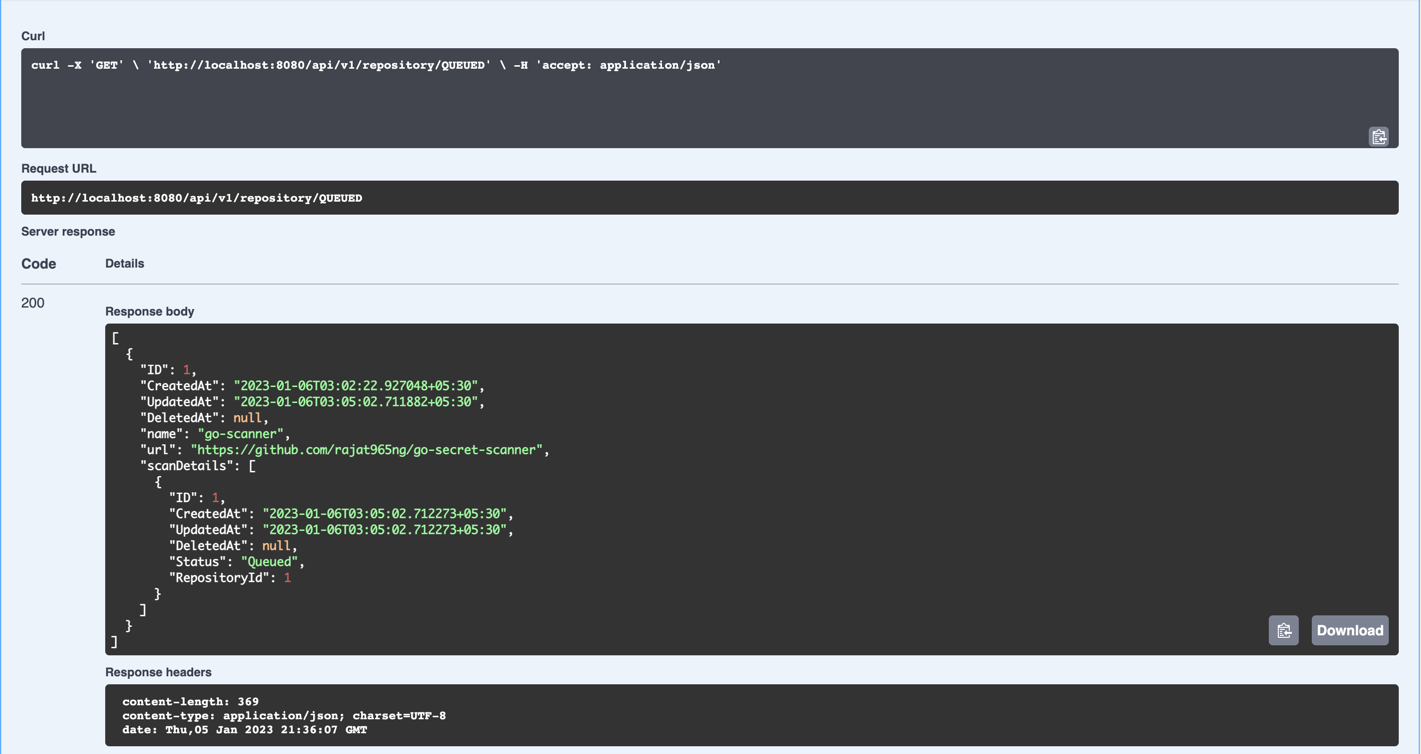 Curl
curl -X 'GET' \ 'http://localhost:8080/api/v1/repository/QUEUED' \ -H 'accept: application/json'
Request URL
http://localhost:8080/api/v1/repository/QUEUED
Server response
Code Details
200
Response body
[
  {
    "ID": 1,
    "CreatedAt": "2023-01-06T03:02:22.927048+05:30",
    "UpdatedAt": "2023-01-06T03:05:02.711882+05:30",
    "DeletedAt": null,
    "name": "go-scanner",
    "url": "https://github.com/rajat965ng/go-secret-scanner",
    "scanDetails": [
      {
        "ID": 1,
        "CreatedAt": "2023-01-06T03:05:02.712273+05:30",
        "UpdatedAt": "2023-01-06T03:05:02.712273+05:30",
        "DeletedAt": null,
        "Status": "Queued",
        "RepositoryId": 1
      }
    ]
  }
]
Download
Response headers
content-length: 369
content-type: application/json; charset=UTF-8
date: Thu,05 Jan 2023 21:36:07 GMT